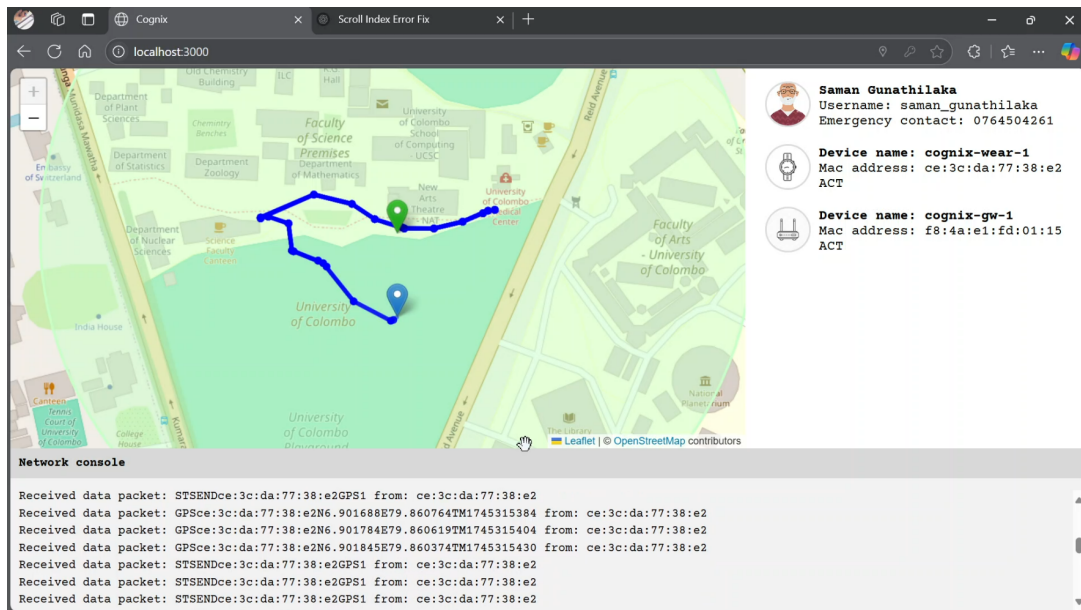 Cognix
Scroll Index Error Fix
localhost:3000
+
−
Old Chemistry
Building
ILC
Hall
Department
of Plant
Sciences
Chemistry
Benches
Faculty
of Science
Premises
University
of Colombo
School
of Computing
- UCSC
Reid Avenue
Munidasa Mawatha
Embassy
of Switzerland
Department
of Statistics
Department
Zoology
Department
of Mathematics
New
Arts
Theatre
- NAT
University
of Colombo
Medical
Center
Department
of Nuclear
Sciences
Science
Faculty
Canteen
Faculty
of Arts
- University
of Colombo
University
of Colombo
India House
Canteen
Tennis
Court of
University
of Colombo
College
House
University
of Colombo
Playground
Avenue
The Library
National
Planetarium
Leaflet | © OpenStreetMap contributors
Saman Gunathilaka
Username: saman_gunathilaka
Emergency contact: 0764504261
Device name: cognix-wear-1
Mac address: ce:3c:da:77:38:e2
ACT
Device name: cognix-gw-1
Mac address: f8:4a:e1:fd:01:15
ACT
Network console
Received data packet: STSENDce:3c:da:77:38:e2GPS1 from: ce:3c:da:77:38:e2
Received data packet: GPSce:3c:da:77:38:e2N6.901688E79.860764TM1745315384 from: ce:3c:da:77:38:e2
Received data packet: GPSce:3c:da:77:38:e2N6.901784E79.860619TM1745315404 from: ce:3c:da:77:38:e2
Received data packet: GPSce:3c:da:77:38:e2N6.901845E79.860374TM1745315430 from: ce:3c:da:77:38:e2
Received data packet: STSENDce:3c:da:77:38:e2GPS1 from: ce:3c:da:77:38:e2
Received data packet: STSENDce:3c:da:77:38:e2GPS1 from: ce:3c:da:77:38:e2
Received data packet: STSENDce:3c:da:77:38:e2GPS1 from: ce:3c:da:77:38:e2